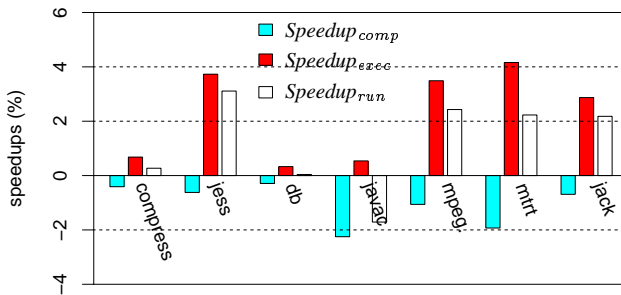 6
4
2
0
−2
−4
speedups (%)
Speedup_comp
Speedup_exec
Speedup_run
compress
jess
db
javac
mpeg.
mtrt
jack